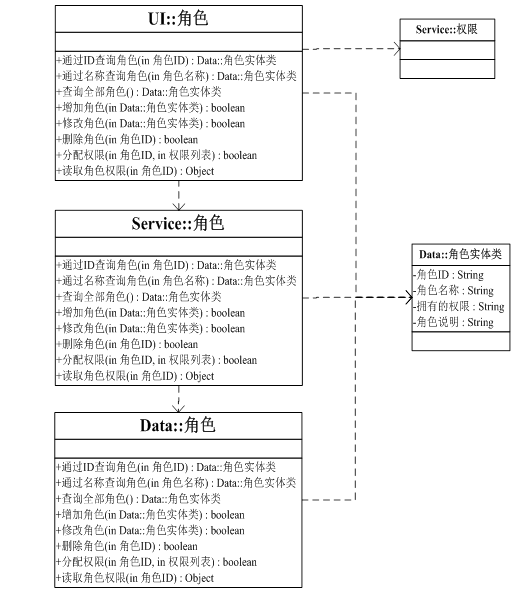 UI::角色
+通过ID查询角色(in 角色ID) : Data::角色实体类
+通过名称查询角色(in 角色名称) : Data::角色实体类
+查询全部角色() : Data::角色实体类
+增加角色(in Data::角色实体类) : boolean
+修改角色(in Data::角色实体类) : boolean
+删除角色(in 角色ID) : boolean
+分配权限(in 角色ID, in 权限列表) : boolean
+读取角色权限(in 角色ID) : Object
Service::权限
Service::角色
+通过ID查询角色(in 角色ID) : Data::角色实体类
+通过名称查询角色(in 角色名称) : Data::角色实体类
+查询全部角色() : Data::角色实体类
+增加角色(in Data::角色实体类) : boolean
+修改角色(in Data::角色实体类) : boolean
+删除角色(in 角色ID) : boolean
+分配权限(in 角色ID, in 权限列表) : boolean
+读取角色权限(in 角色ID) : Object
Data::角色实体类
-角色ID : String
-角色名称 : String
-拥有的权限 : String
-角色说明 : String
Data::角色
+通过ID查询角色(in 角色ID) : Data::角色实体类
+通过名称查询角色(in 角色名称) : Data::角色实体类
+查询全部角色() : Data::角色实体类
+增加角色(in Data::角色实体类) : boolean
+修改角色(in Data::角色实体类) : boolean
+删除角色(in 角色ID) : boolean
+分配权限(in 角色ID, in 权限列表) : boolean
+读取角色权限(in 角色ID) : Object